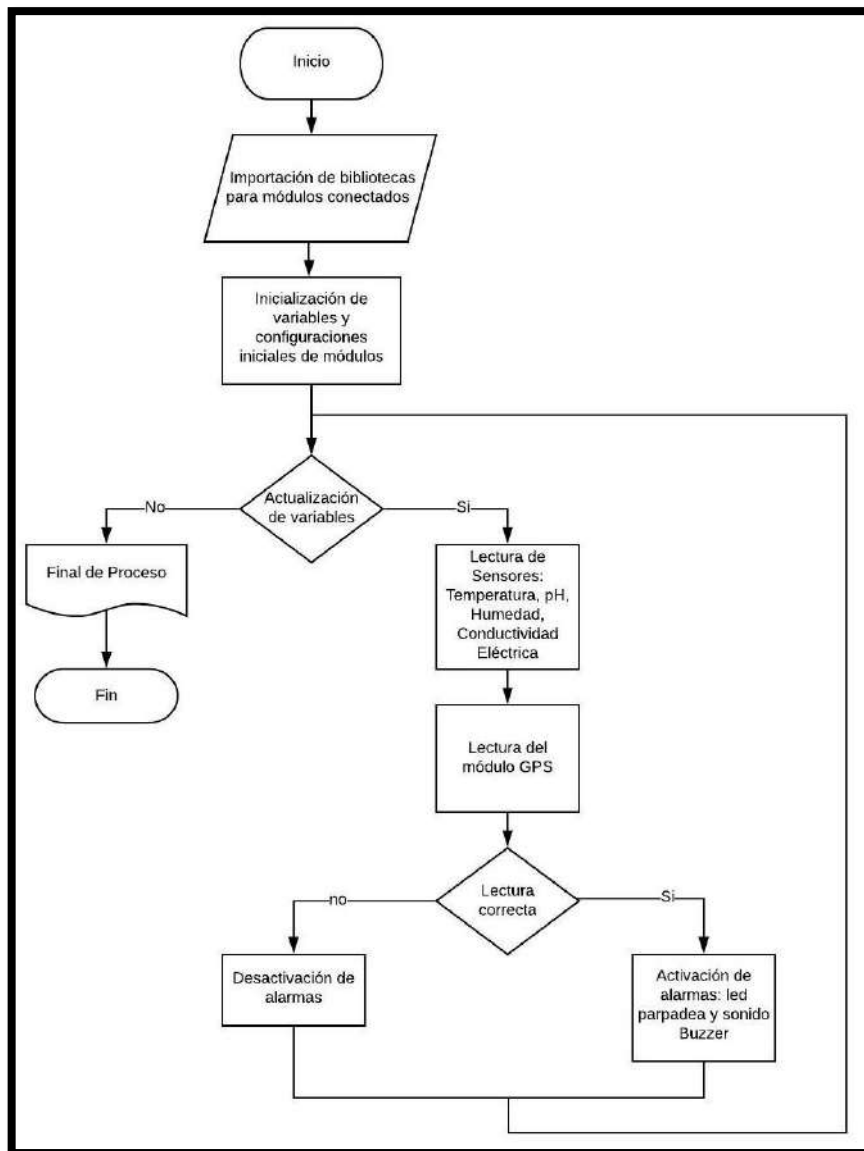 Inicio
Importación de bibliotecas
para módulos conectados
Inicialización de
variables y
configuraciones
iniciales de módulos
Actualización
de variables
No
Si
Final de Proceso
Fin
Lectura de
Sensores:
Temperatura, pH,
Humedad,
Conductividad
Eléctrica
Lectura del
módulo GPS
Lectura
correcta
no
Si
Desactivación de
alarmas
Activación de
alarmas: led
parpadea y sonido
Buzzer